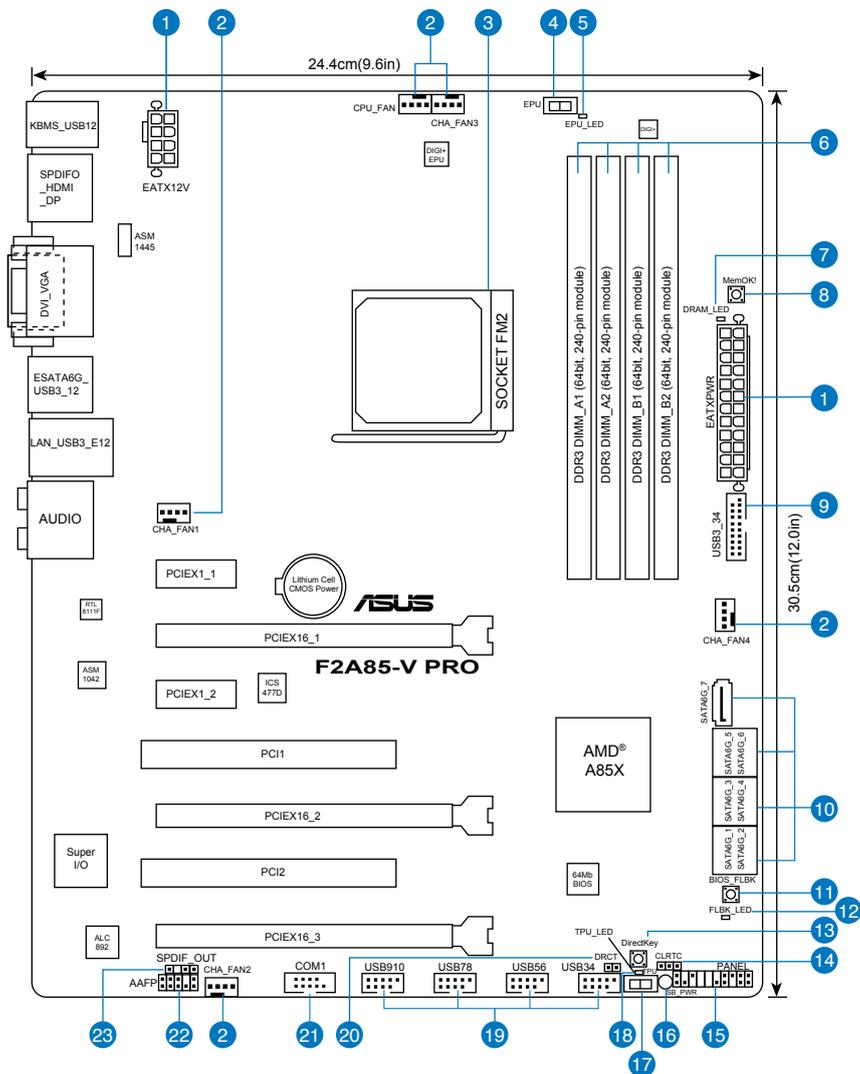 1
2
2
3
4
5
24.4cm(9.6in)
CPU_FAN
CHA_FAN3
EPU
EPU_LED
KBMS_USB12
DIGI+
EPU
DIGI+
6
SPDIFO
_HDMI
_DP
EATX12V
ASM
1445
DVI_VGA
7
MemOK!
8
DRAM_LED
SOCKET FM2
DDR3 DIMM_A1 (64bit, 240-pin module)
DDR3 DIMM_A2 (64bit, 240-pin module)
DDR3 DIMM_B1 (64bit, 240-pin module)
DDR3 DIMM_B2 (64bit, 240-pin module)
EATXPWR
1
ESATA6G_
USB3_12
LAN_USB3_E12
AUDIO
2
CHA_FAN1
USB3_34
9
30.5cm(12.0in)
PCIEX1_1
Lithium Cell
CMOS Power
ASUS
RTL
8111F
PCIEX16_1
2
CHA_FAN4
F2A85-V PRO
ASM
1042
PCIEX1_2
ICS
477D
SATA6G_7
PCI1
AMD®
A85X
SATA6G_5
SATA6G_6
SATA6G_3
SATA6G_4
10
PCIEX16_2
SATA6G_1
SATA6G_2
Super
I/O
PCI2
64Mb
BIOS
BIOS_FLBK
11
FLBK_LED
12
ALC
892
PCIEX16_3
TPU_LED
DirectKey
13
SPDIF_OUT
CHA_FAN2
COM1
USB910
USB78
USB56
USB34
DRCT
CLRTC
PANEL
14
AAFP
SB_PWR
23
22
2
21
20
19
18
17
16
15